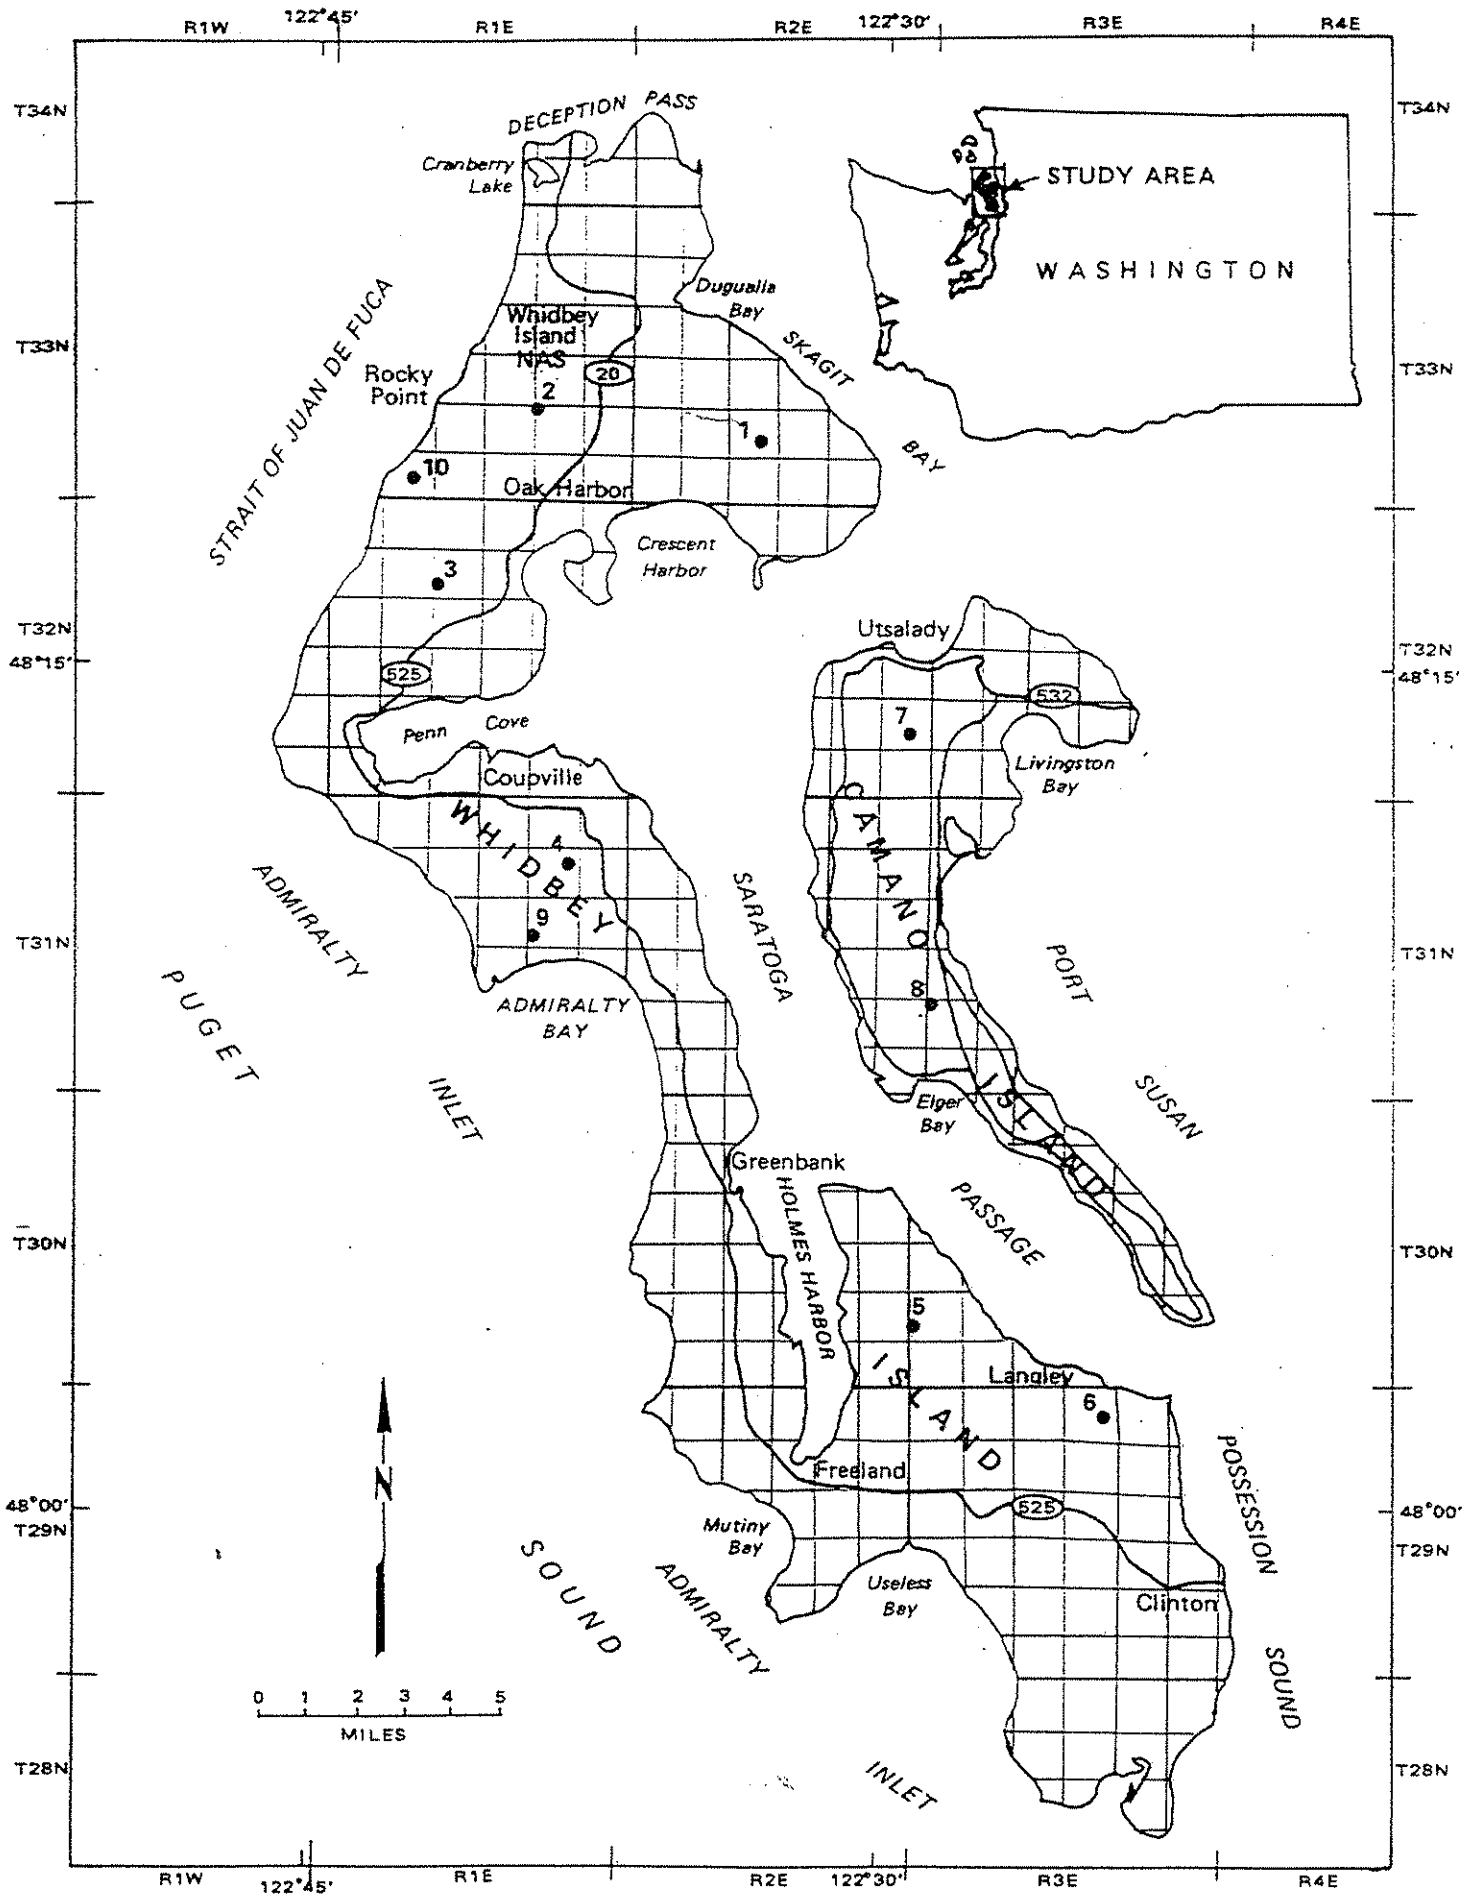 122°45'
122°30'
R1W
R1E
R2E
R3E
R4E
T34N
T34N
DECEPTION PASS
Cranberry
Lake
STUDY AREA
WASHINGTON
Dugualla
Bay
Whidbey
Island
NAS
STRAIT OF JUAN DE FUCA
SKAGIT
BAY
T33N
T33N
Rocky
Point
20
2
1
10
Oak Harbor
Crescent
Harbor
3
T32N
48°15'
Utsalady
T32N
48°15'
525
532
7
Penn Cove
Livingston
Bay
Coupville
WHIDBEY
4
9
CAMANO
ADMIRALTY
SARATOGA
T31N
T31N
PUGET
PORT
8
ADMIRALTY
BAY
INLET
SUSAN
Elger
Bay
ISLAND
Greenbank
HOLMES HARBOR
PASSAGE
T30N
T30N
5
ISLAND
Langley
6
N
Freeland
POSSESSION
48°00'
T29N
525
48°00'
T29N
Mutiny
Bay
SOUND
ADMIRALTY
Useless
Bay
Clinton
SOUND
0 1 2 3 4 5
MILES
T28N
INLET
T28N
R1W
122°45'
R1E
R2E
122°30'
R3E
R4E